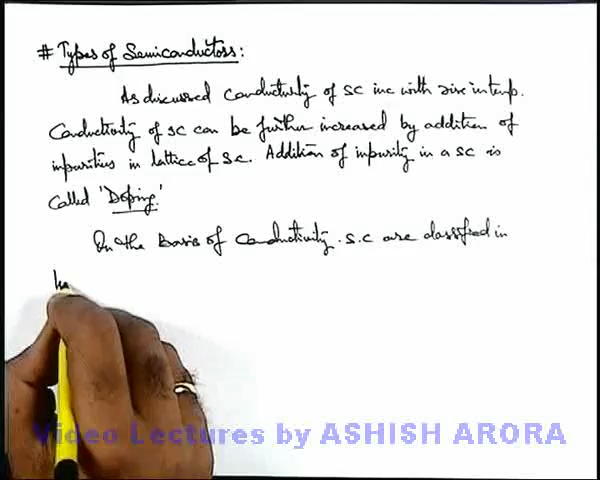 # Types of Semiconductors:
As discussed conductivity of SC inc with rise in temp.
Conductivity of SC can be further increased by addition of
impurities in lattice of SC. Addition of impurity in a SC is
called 'Doping.'
On the Basis of Conductivity. S.C are classified in
Video Lectures by ASHISH ARORA